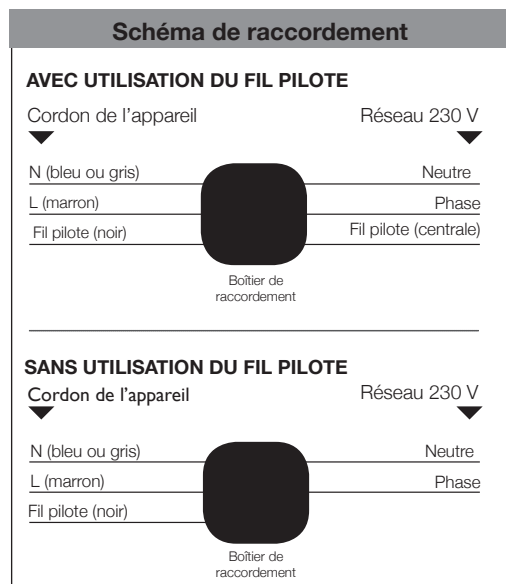 Schéma de raccordement
AVEC UTILISATION DU FIL PILOTE
Cordon de l'appareil Réseau 230 V
N (bleu ou gris) Neutre
L (marron) Phase
Fil pilote (noir) Fil pilote (centrale)
Boîtier de
raccordement
SANS UTILISATION DU FIL PILOTE
Cordon de l'appareil Réseau 230 V
N (bleu ou gris) Neutre
L (marron) Phase
Fil pilote (noir)
Boîtier de
raccordement